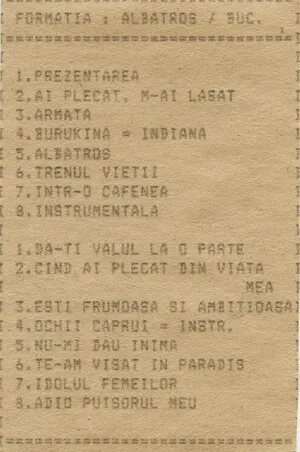 FORMATIA : ALBATROS / BUC.
1.PREZENTAREA
2.AI PLECAT, M-AI LASAT
3.ARMATA
4.BURUKINA = INDIANA
5.ALBATROS
6.TRENUL VIETII
7.INTR-O CAFENEA
8.INSTRUMENTALA
1.DA-TI VALUL LA O PARTE
2.CIND AI PLECAT DIN VIATA
MEA
3.ESTI FRUMOASA SI AMBITIOASA
4.OCHII CAPRUI = INSTR.
5.NU-MI DAU INIMA
6.TE-AM VISAT IN PARADIS
7.IDOLUL FEMEILOR
8.ADIO PUISORUL MEU